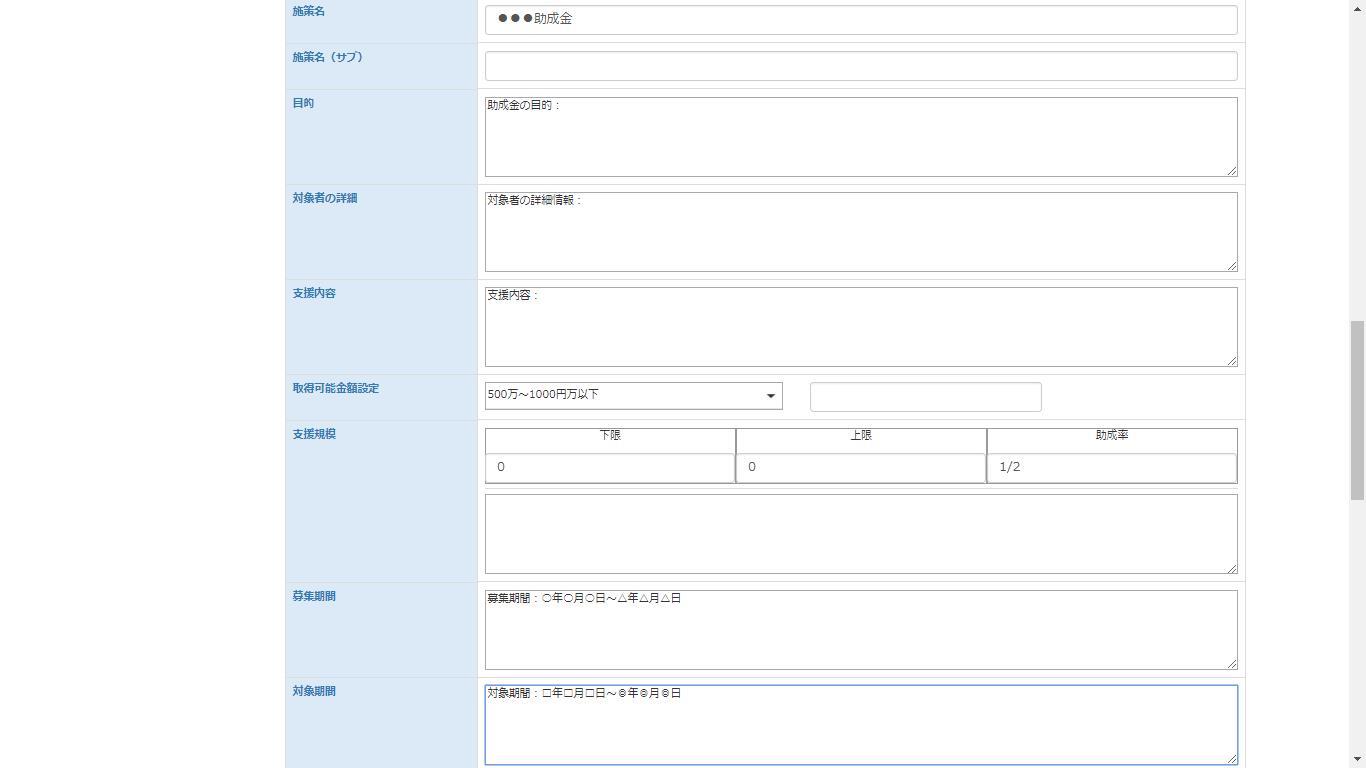 施策名
●●●助成金
施策名（サブ）
目的
助成金の目的：
対象者の詳細
対象者の詳細情報：
支援内容
支援内容：
取得可能金額設定
500万～1000円万以下
支援規模
下限 上限 助成率
0 0 1/2
募集期間
募集期間：○年○月○日～△年△月△日
対象期間
対象期間：□年□月□日～◎年◎月◎日